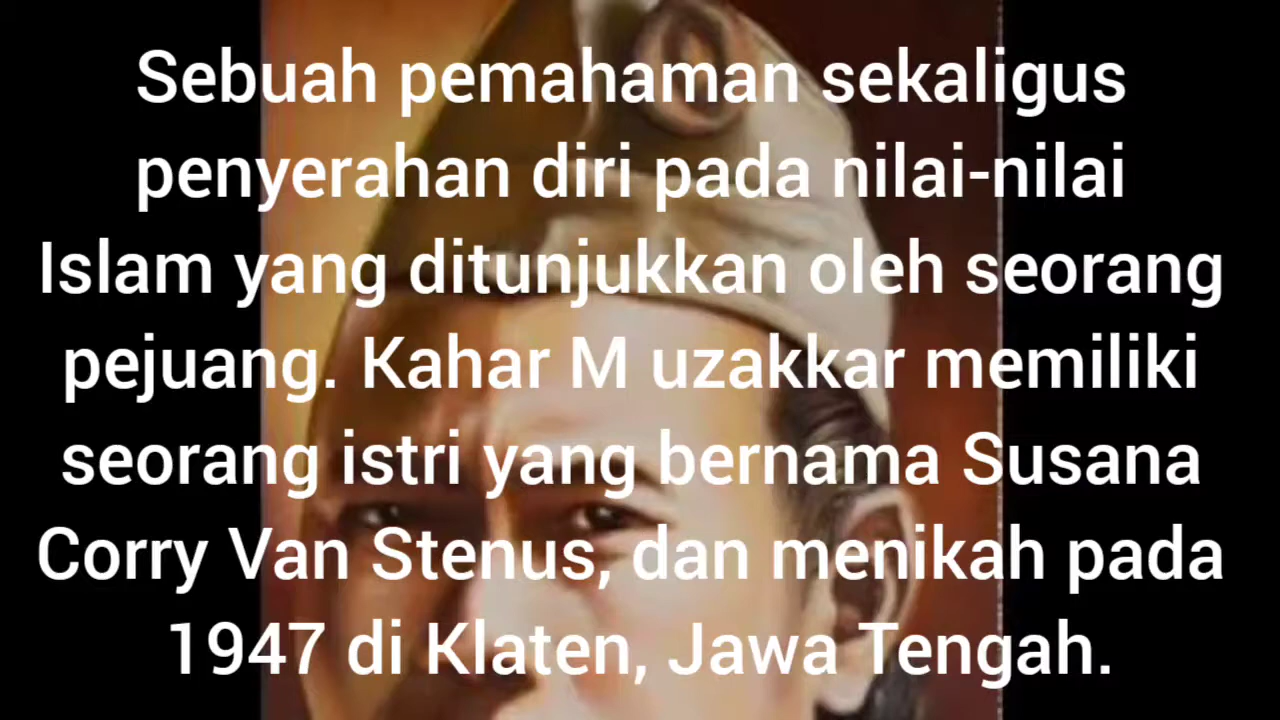 Sebuah pemahaman sekaligus
penyerahan diri pada nilai-nilai
Islam yang ditunjukkan oleh seorang
pejuang. Kahar M uzakkar memiliki
seorang istri yang bernama Susana
Corry Van Stenus, dan menikah pada
1947 di Klaten, Jawa Tengah.